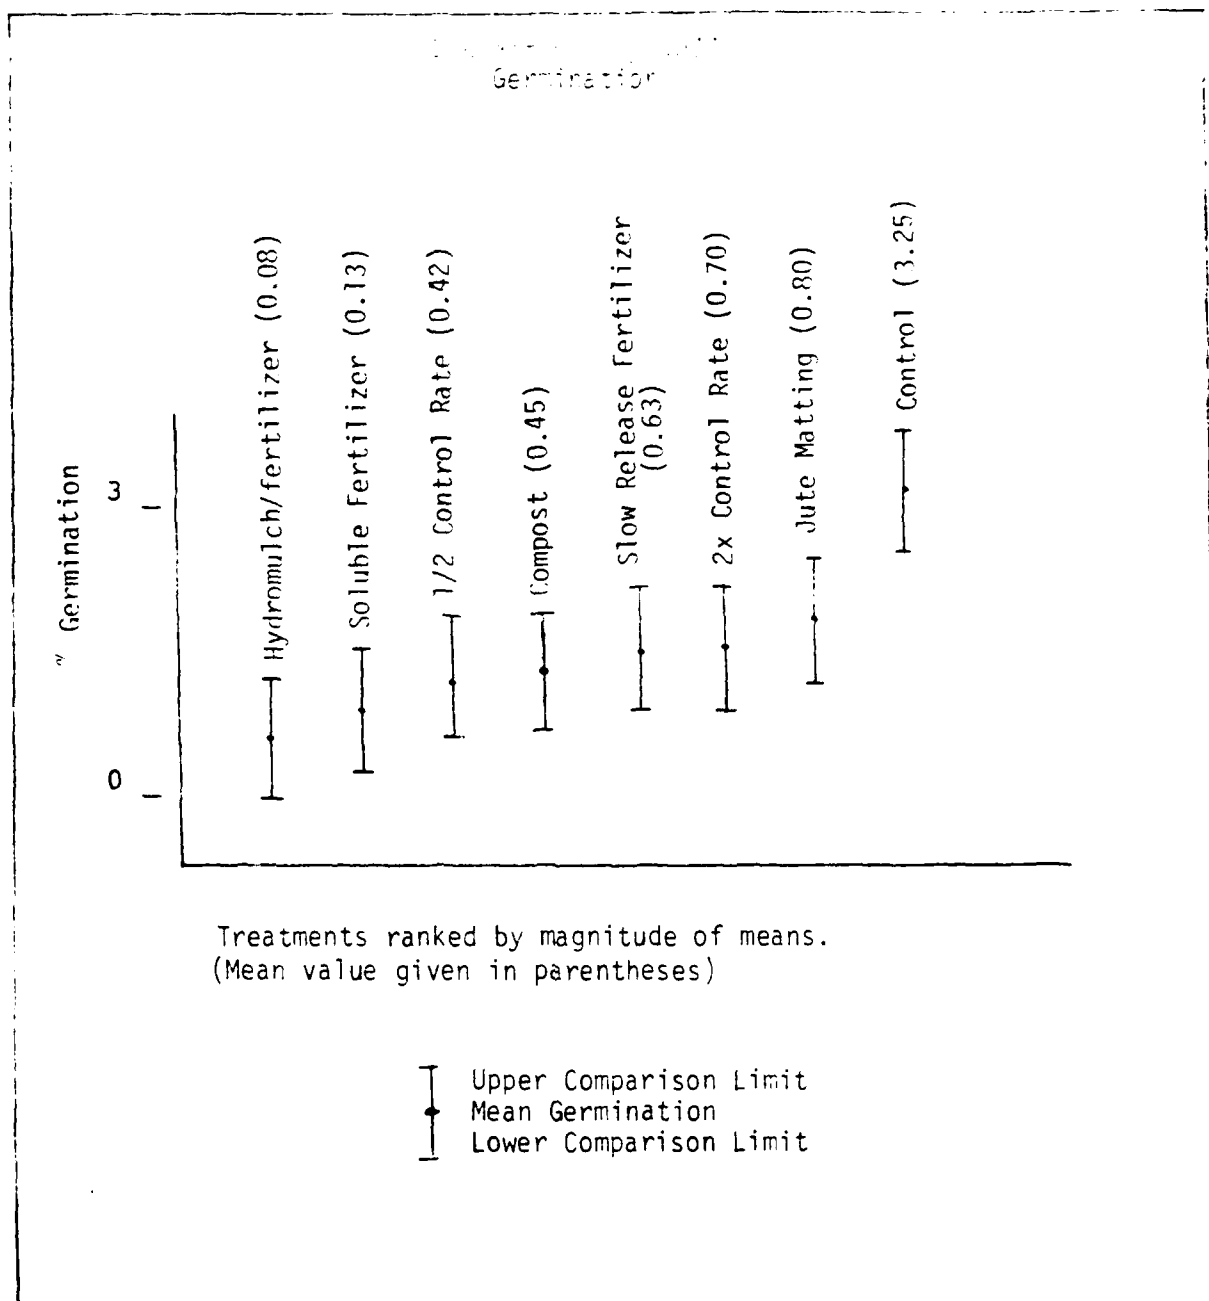 Germination
Hydromulch/fertilizer (0.08)
Soluble Fertilizer (0.13)
1/2 Control Rate (0.42)
Compost (0.45)
Slow Release Fertilizer
(0.63)
2x Control Rate (0.70)
Jute Matting (0.80)
Control (3.25)
Germination
3
0
Treatments ranked by magnitude of means.
(Mean value given in parentheses)
Upper Comparison Limit
Mean Germination
Lower Comparison Limit